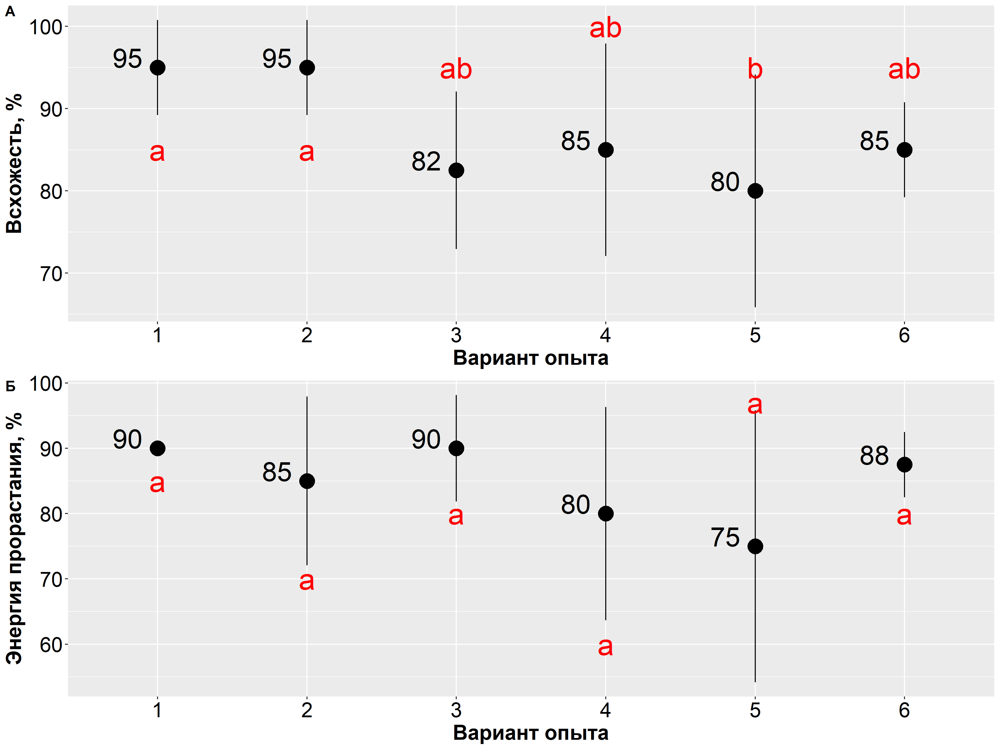 А
Всхожесть, %
100
90
80
70
95
95
82
85
80
85
a
a
ab
ab
b
ab
1 2 3 4 5 6
Вариант опыта
Б
Энергия прорастания, %
100
90
80
70
60
90
85
90
80
75
88
a
a
a
a
a
a
1 2 3 4 5 6
Вариант опыта